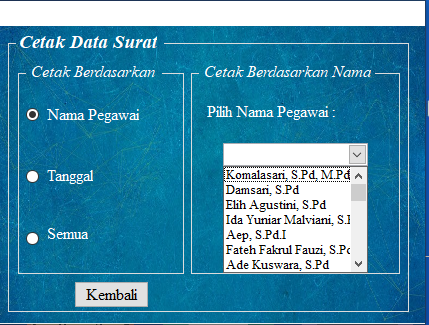 Cetak Data Surat
Cetak Berdasarkan
Nama Pegawai
Tanggal
Semua
Kembali
Cetak Berdasarkan Nama
Pilih Nama Pegawai :
Komalasari, S.Pd, M.Pd
Damsari, S.Pd
Elih Agustini, S.Pd
Ida Yuniar Malviani,
Aep, S.Pd.I
Fateh Fakrul Fauzi,
Ade Kuswara, S.Pd